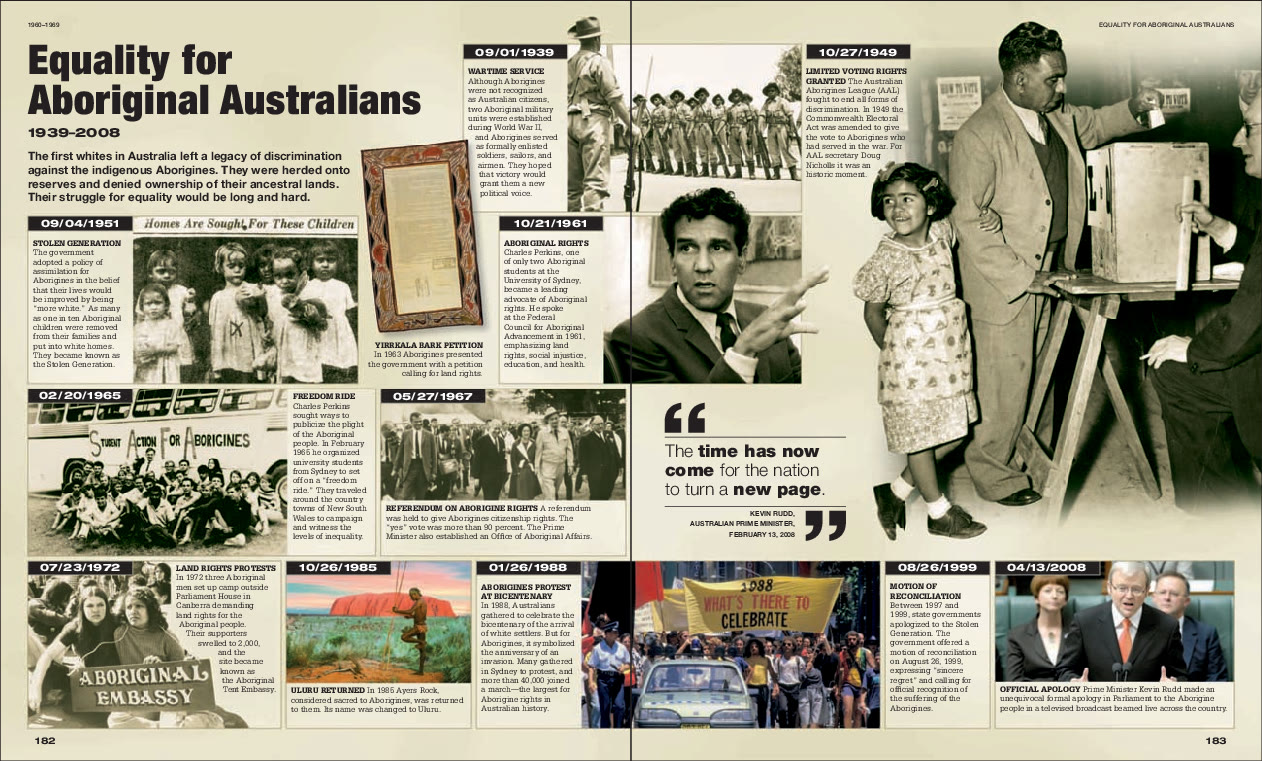 1960–1969
EQUALITY FOR ABORIGINAL AUSTRALIANS
Equality for
Aboriginal Australians
1939–2008
The first whites in Australia left a legacy of discrimination
against the indigenous Aborigines. They were herded onto
reserves and denied ownership of their ancestral lands.
Their struggle for equality would be long and hard.
09/01/1939
WARTIME SERVICE
Although Aborigines
were not recognized
as Australian citizens,
two Aboriginal military
units were established
during World War II,
and Aborigines served
as formally enlisted
soldiers, sailors, and
airmen. They hoped
that victory would
grant them a new
political voice.
10/27/1949
LIMITED VOTING RIGHTS
GRANTED The Australian
Aborigines League (AAL)
fought to end all forms of
discrimination. In 1949 the
Commonwealth Electoral
Act was amended to give
the vote to Aborigines who
had served in the war. For
AAL secretary Doug
Nicholls it was an
historic moment.
HOW TO VOTE
09/04/1951
STOLEN GENERATION
The government
adopted a policy of
assimilation for
Aborigines in the belief
that their lives would
be improved by being
“more white.” As many
as one in ten Aboriginal
children were removed
from their families and
put into white homes.
They became known as
the Stolen Generation.
Homes Are Sought For These Children
YIRRKALA BARK PETITION
In 1963 Aborigines presented
the government with a petition
calling for land rights.
10/21/1961
ABORIGINAL RIGHTS
Charles Perkins, one
of only two Aboriginal
students at the
University of Sydney,
became a leading
advocate of Aboriginal
rights. He spoke
at the Federal
Council for Aboriginal
Advancement in 1961,
emphasizing land
rights, social injustice,
education, and health.
02/20/1965
STUDENT ACTION FOR ABORIGINES
FREEDOM RIDE
Charles Perkins
sought ways to
publicize the plight
of the Aboriginal
people. In February
1965 he organized
university students
from Sydney to set
off on a “freedom
ride.” They traveled
around the country
towns of New South
Wales to campaign
and witness the
levels of inequality.
05/27/1967
REFERENDUM ON ABORIGINE RIGHTS A referendum
was held to give Aborigines citizenship rights. The
“yes” vote was more than 90 percent. The Prime
Minister also established an Office of Aboriginal Affairs.
“
The time has now
come for the nation
to turn a new page.
KEVIN RUDD,
AUSTRALIAN PRIME MINISTER,
FEBRUARY 13, 2008
”
07/23/1972
LAND RIGHTS PROTESTS
In 1972 three Aboriginal
men set up camp outside
Parliament House in
Canberra demanding
land rights for the
Aboriginal people.
Their supporters
swelled to 2,000,
and the
site became
known as
the Aboriginal
Tent Embassy.
ABORIGINAL
EMBASSY
10/26/1985
ULURU RETURNED In 1985 Ayers Rock,
considered sacred to Aborigines, was returned
to them. Its name was changed to Uluru.
01/26/1988
ABORIGINES PROTEST
AT BICENTENARY
In 1988, Australians
gathered to celebrate the
bicentenary of the arrival
of white settlers. But for
Aborigines, it symbolized
the anniversary of an
invasion. Many gathered
in Sydney to protest, and
more than 40,000 joined
a march—the largest for
Aborigine rights in
Australian history.
1988
WHAT'S THERE TO
CELEBRATE
08/26/1999
MOTION OF
RECONCILIATION
Between 1997 and
1999, state governments
apologized to the Stolen
Generation. The
government offered a
motion of reconciliation
on August 26, 1999,
expressing “sincere
regret” and calling for
official recognition of
the suffering of the
Aborigines.
04/13/2008
OFFICIAL APOLOGY Prime Minister Kevin Rudd made an
unequivocal formal apology in Parliament to the Aborigine
people in a televised broadcast beamed live across the country.
182
183